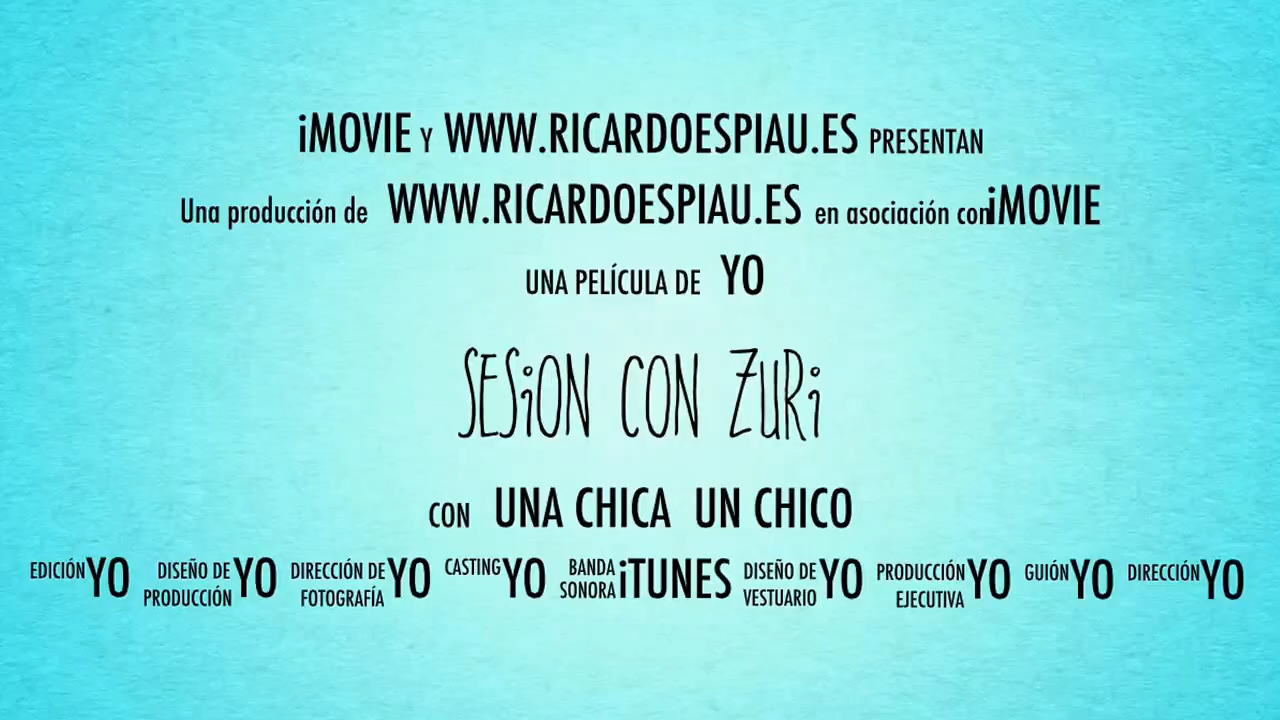 iMOVIE Y WWW.RICARDOESPIAU.ES PRESENTAN
Una producción de WWW.RICARDOESPIAU.ES en asociación con iMOVIE
UNA PELÍCULA DE YO
SESiON CON ZURi
CON UNA CHICA UN CHICO
EDICIÓN YO DISEÑO DE PRODUCCIÓN YO DIRECCIÓN DE FOTOGRAFÍA YO CASTING YO BANDA SONORA iTUNES DISEÑO DE VESTUARIO YO PRODUCCIÓN EJECUTIVA YO GUIÓN YO DIRECCIÓN YO